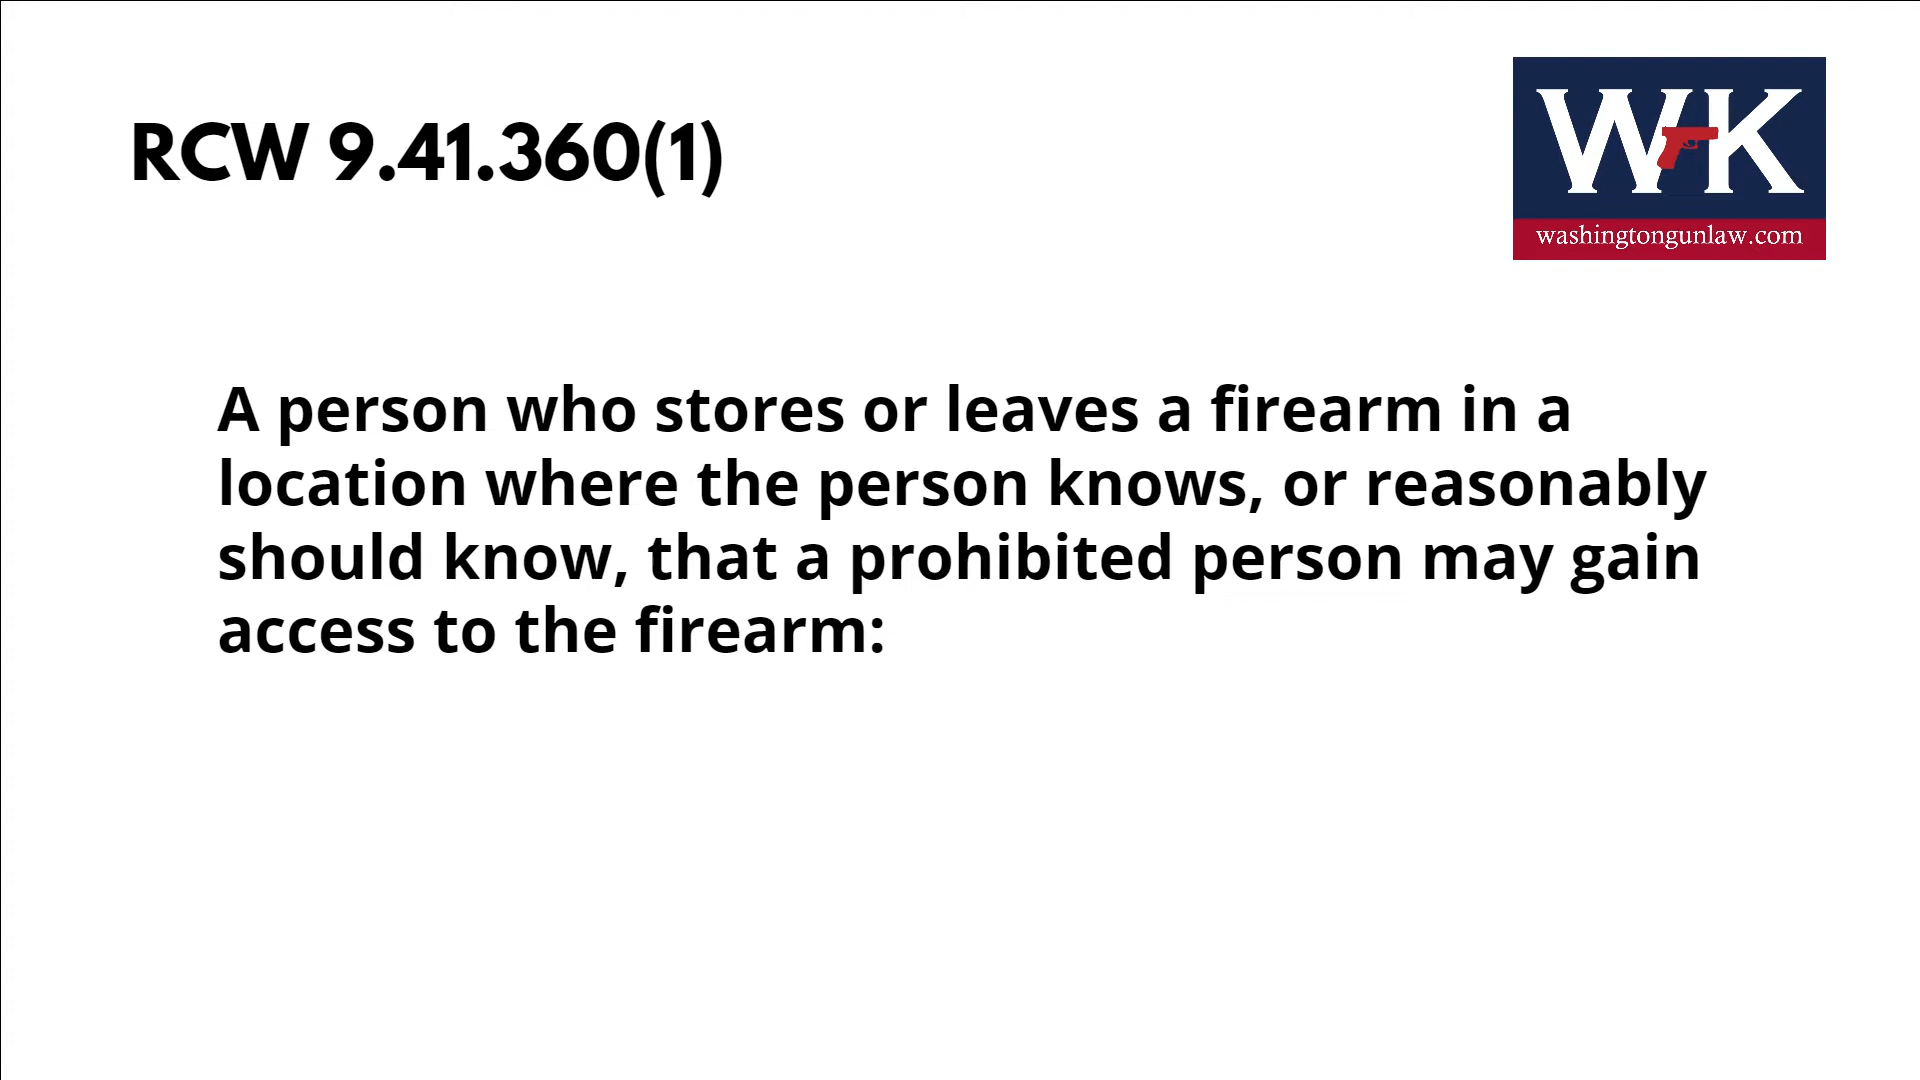 RCW 9.41.360(1)
WK
washingtongunlaw.com
A person who stores or leaves a firearm in a
location where the person knows, or reasonably
should know, that a prohibited person may gain
access to the firearm: